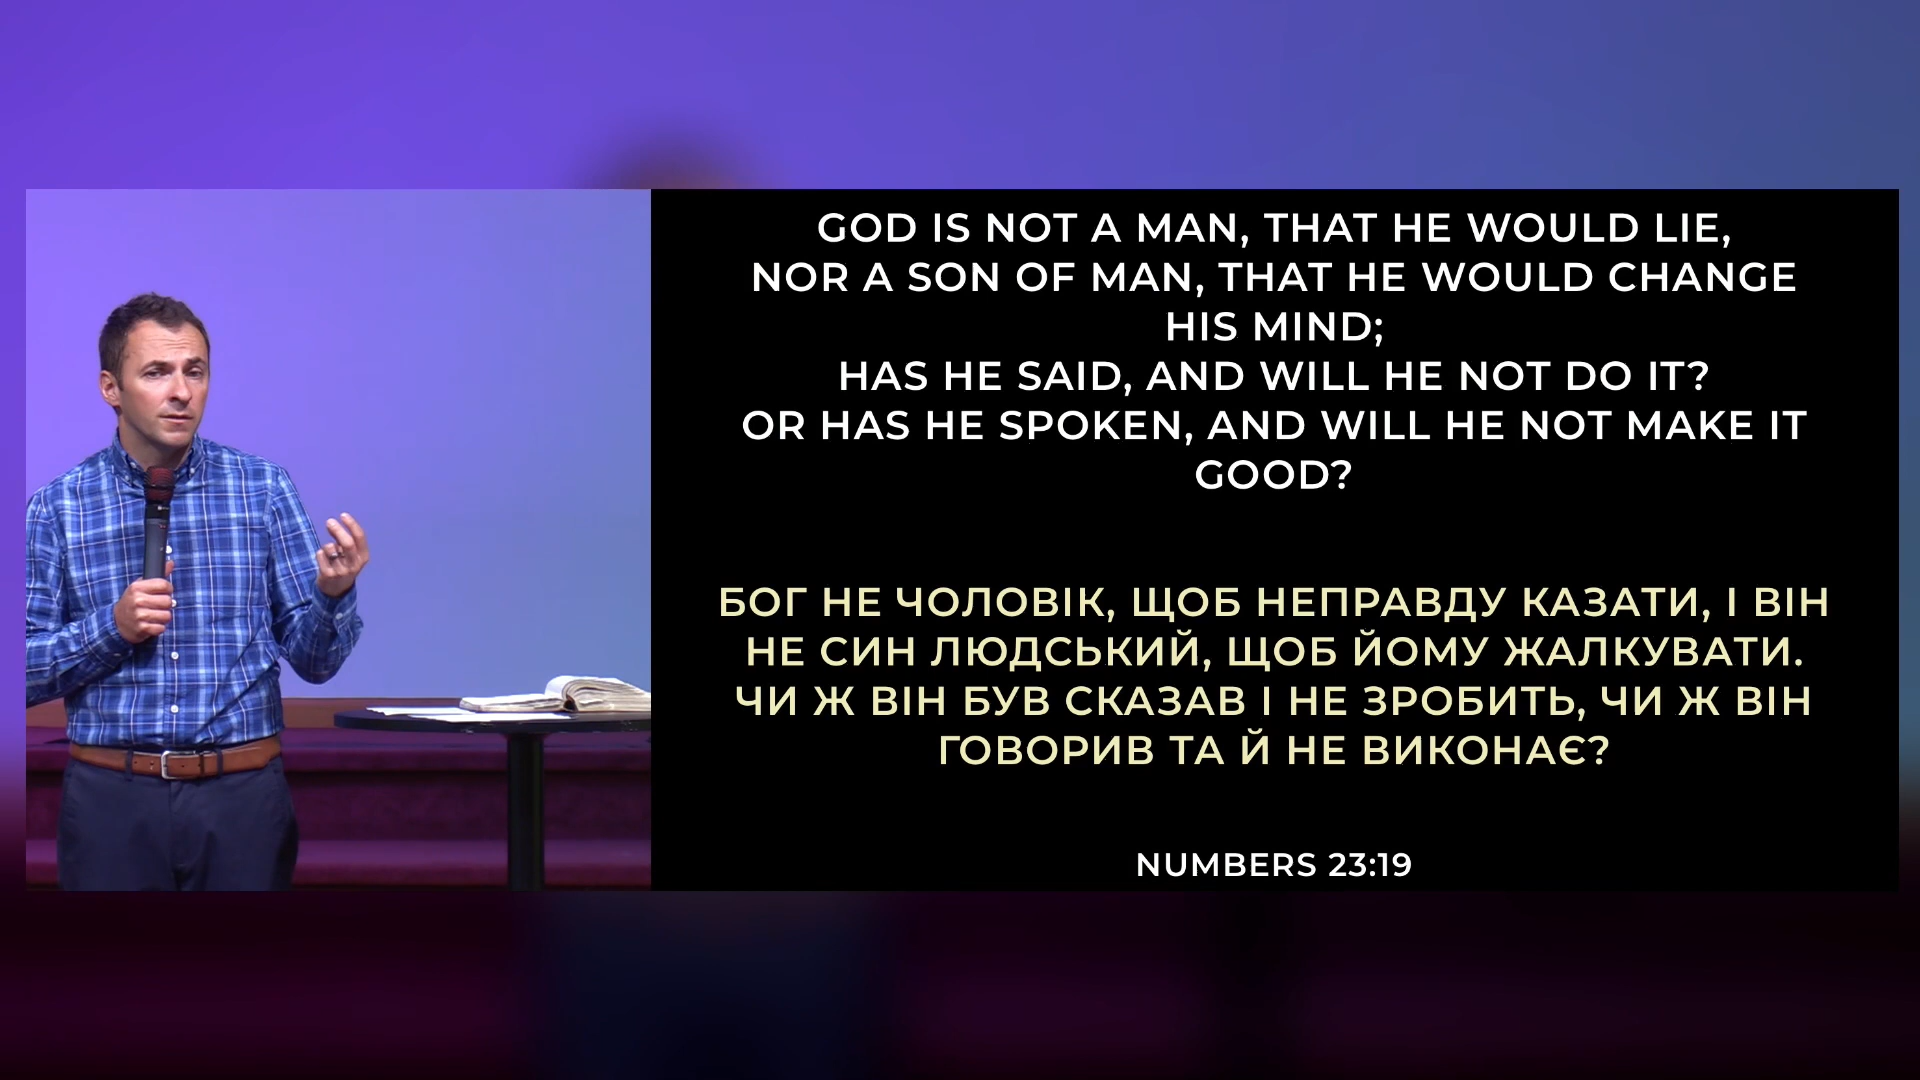 GOD IS NOT A MAN, THAT HE WOULD LIE,
NOR A SON OF MAN, THAT HE WOULD CHANGE
HIS MIND;
HAS HE SAID, AND WILL HE NOT DO IT?
OR HAS HE SPOKEN, AND WILL HE NOT MAKE IT
GOOD?
БОГ НЕ ЧОЛОВІК, ЩОБ НЕПРАВДУ КАЗАТИ, І ВІН
НЕ СИН ЛЮДСЬКИЙ, ЩОБ ЙОМУ ЖАЛКУВАТИ.
ЧИ Ж ВІН БУВ СКАЗАВ І НЕ ЗРОБИТЬ, ЧИ Ж ВІН
ГОВОРИВ ТА Й НЕ ВИКОНАЄ?
NUMBERS 23:19